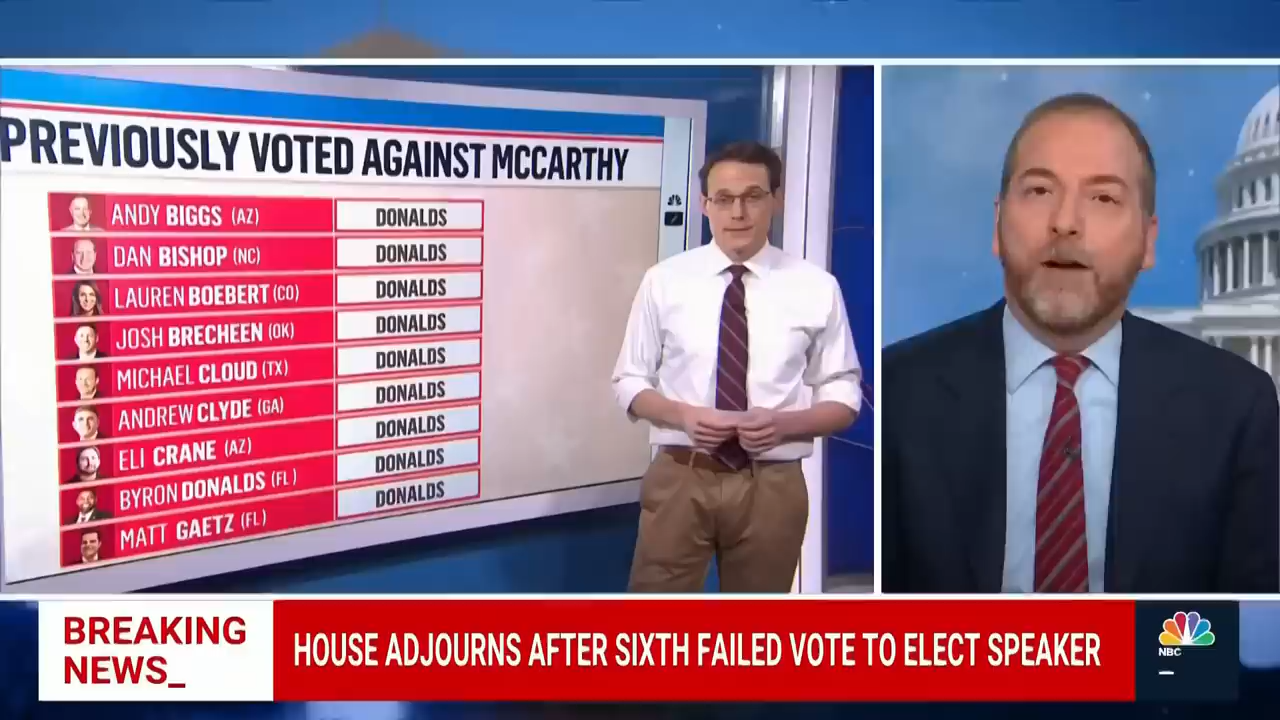 PREVIOUSLY VOTED AGAINST MCCARTHY
ANDY BIGGS (AZ) DONALDS
DAN BISHOP (NC) DONALDS
LAUREN BOEBERT (CO) DONALDS
JOSH BRECHEEN (OK) DONALDS
MICHAEL CLOUD (TX) DONALDS
ANDREW CLYDE (GA) DONALDS
ELI CRANE (AZ) DONALDS
BYRON DONALDS (FL) DONALDS
MATT GAETZ (FL) DONALDS
BREAKING
NEWS_
HOUSE ADJOURNS AFTER SIXTH FAILED VOTE TO ELECT SPEAKER
NBC